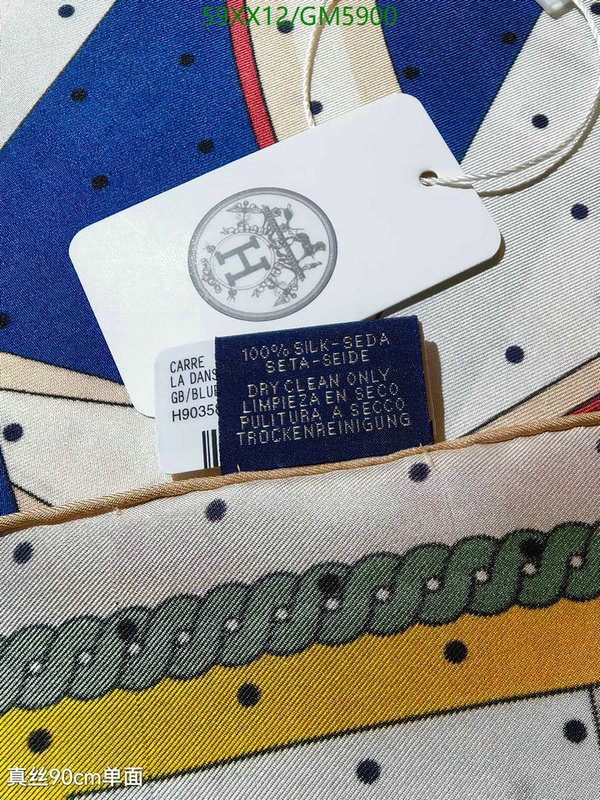 59XX12/GM5900
H
CARRE
LA DANS
GB/BLUE
H9035
100% SILK-SEDA
SETA-SEIDE
DRY CLEAN ONLY
LIMPIEZA EN SECO
PULITURA A SECCO
TROCKENREINIGUNG
真丝90cm单面